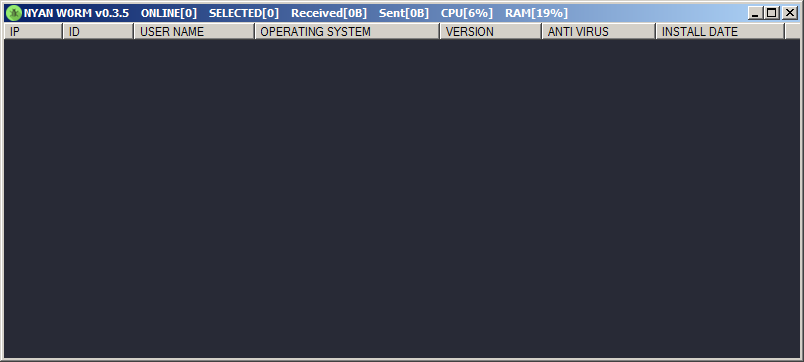 NYAN W0RM v0.3.5 ONLINE[0] SELECTED[0] Received[0B] Sent[0B] CPU[6%] RAM[19%]
IP ID USER NAME OPERATING SYSTEM VERSION ANTI VIRUS INSTALL DATE